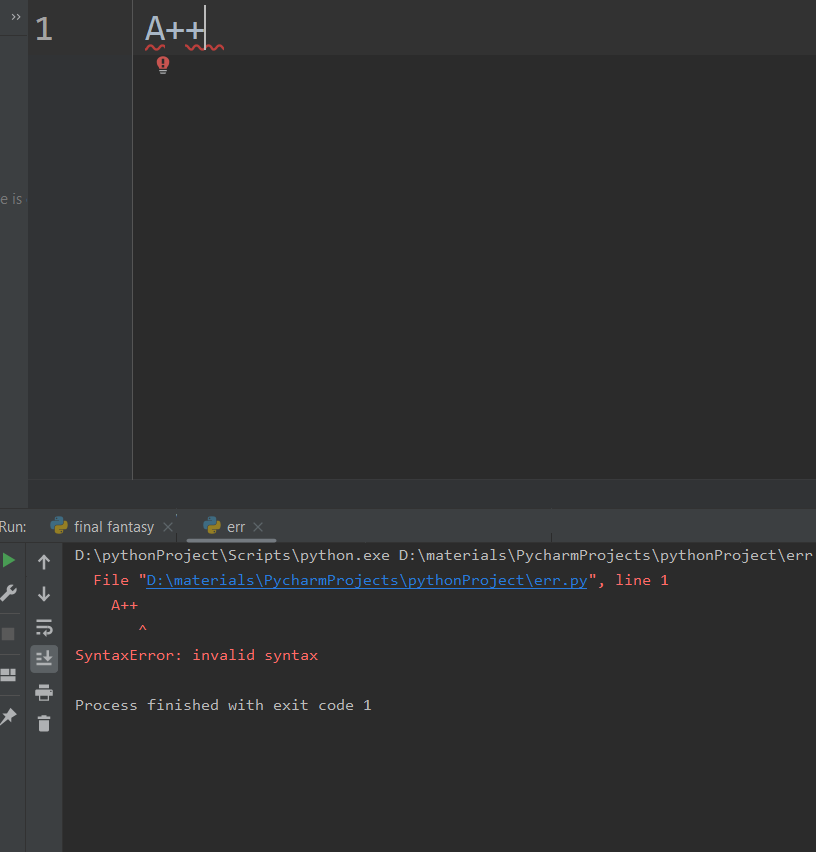 1 A++
e is
Run: final fantasy err
D:\pythonProject\Scripts\python.exe D:\materials\PycharmProjects\pythonProject\err
File "D:\materials\PycharmProjects\pythonProject\err.py", line 1
A++
^
SyntaxError: invalid syntax
Process finished with exit code 1